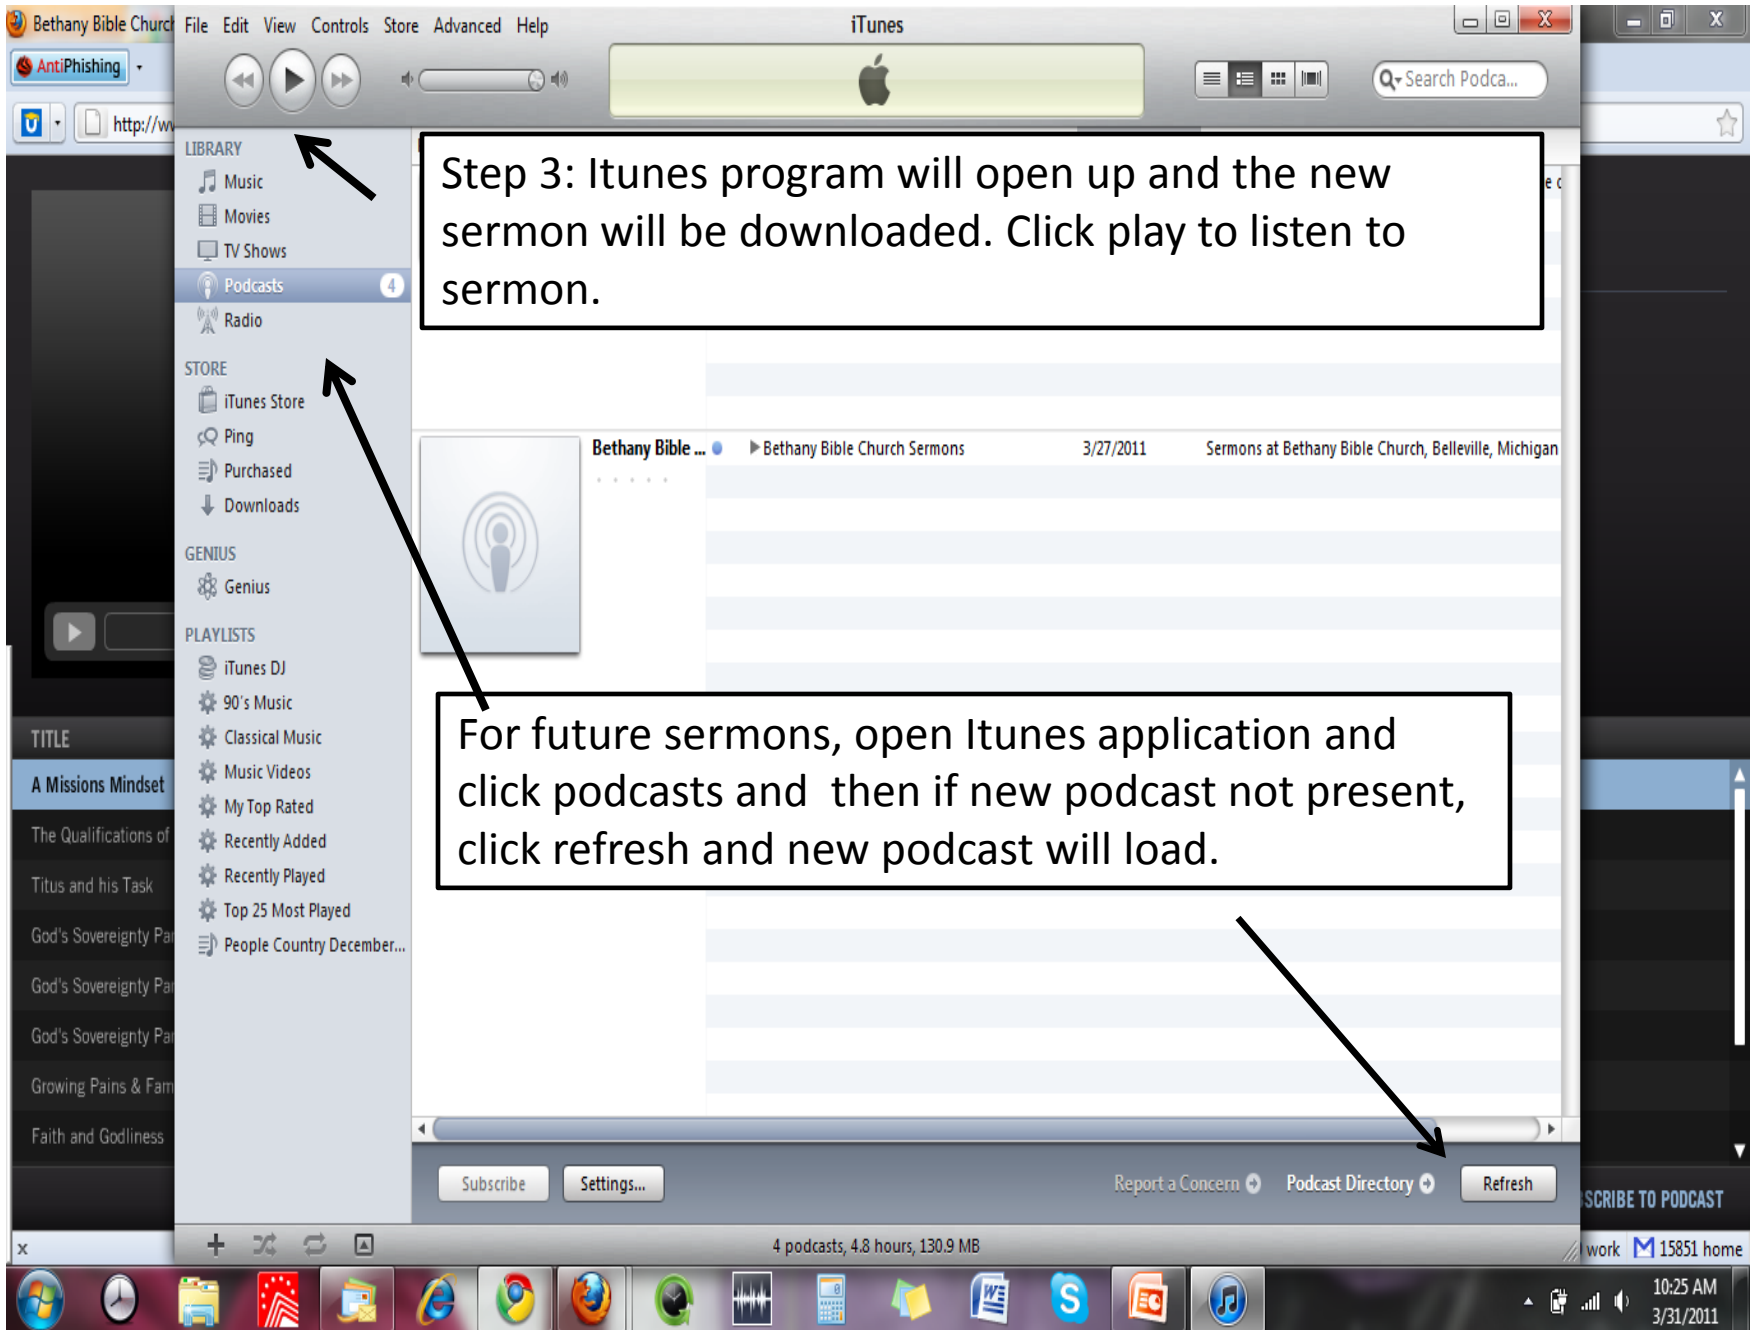 Bethany Bible Church
File Edit View Controls Store Advanced Help
iTunes
AntiPhishing
Search Podca...
http://ww
LIBRARY
Music
Movies
TV Shows
Podcasts 4
Radio
STORE
iTunes Store
Ping
Purchased
Downloads
GENIUS
Genius
PLAYLISTS
iTunes DJ
90's Music
Classical Music
Music Videos
My Top Rated
Recently Added
Recently Played
Top 25 Most Played
People Country December...
Step 3: Itunes program will open up and the new
sermon will be downloaded. Click play to listen to
sermon.
Bethany Bible ... Bethany Bible Church Sermons 3/27/2011 Sermons at Bethany Bible Church, Belleville, Michigan
For future sermons, open Itunes application and
click podcasts and then if new podcast not present,
click refresh and new podcast will load.
TITLE
A Missions Mindset
The Qualifications of
Titus and his Task
God's Sovereignty Par
God's Sovereignty Par
God's Sovereignty Par
Growing Pains & Fam
Faith and Godliness
Subscribe Settings... Report a Concern Podcast Directory Refresh
SCRIBE TO PODCAST
x
4 podcasts, 4.8 hours, 130.9 MB
work 15851 home
10:25 AM
3/31/2011